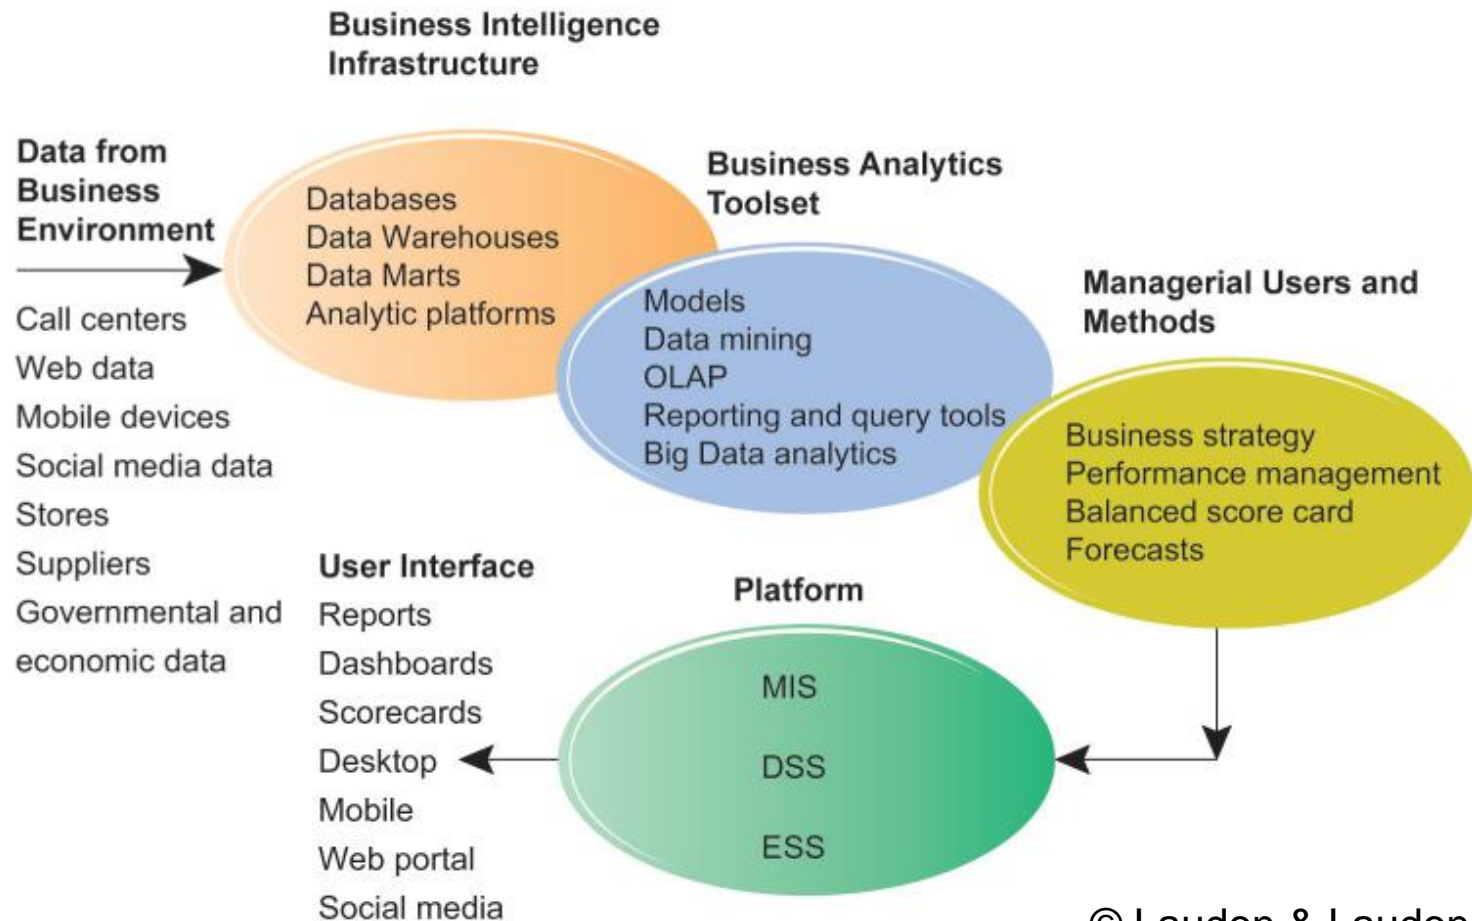 Business Intelligence
Infrastructure
Data from
Business
Environment
Call centers
Web data
Mobile devices
Social media data
Stores
Suppliers
Governmental and
economic data
Databases
Data Warehouses
Data Marts
Analytic platforms
Business Analytics
Toolset
Models
Data mining
OLAP
Reporting and query tools
Big Data analytics
Managerial Users and
Methods
Business strategy
Performance management
Balanced score card
Forecasts
Platform
MIS
DSS
ESS
User Interface
Reports
Dashboards
Scorecards
Desktop
Mobile
Web portal
Social media
© Laudon & Laudon